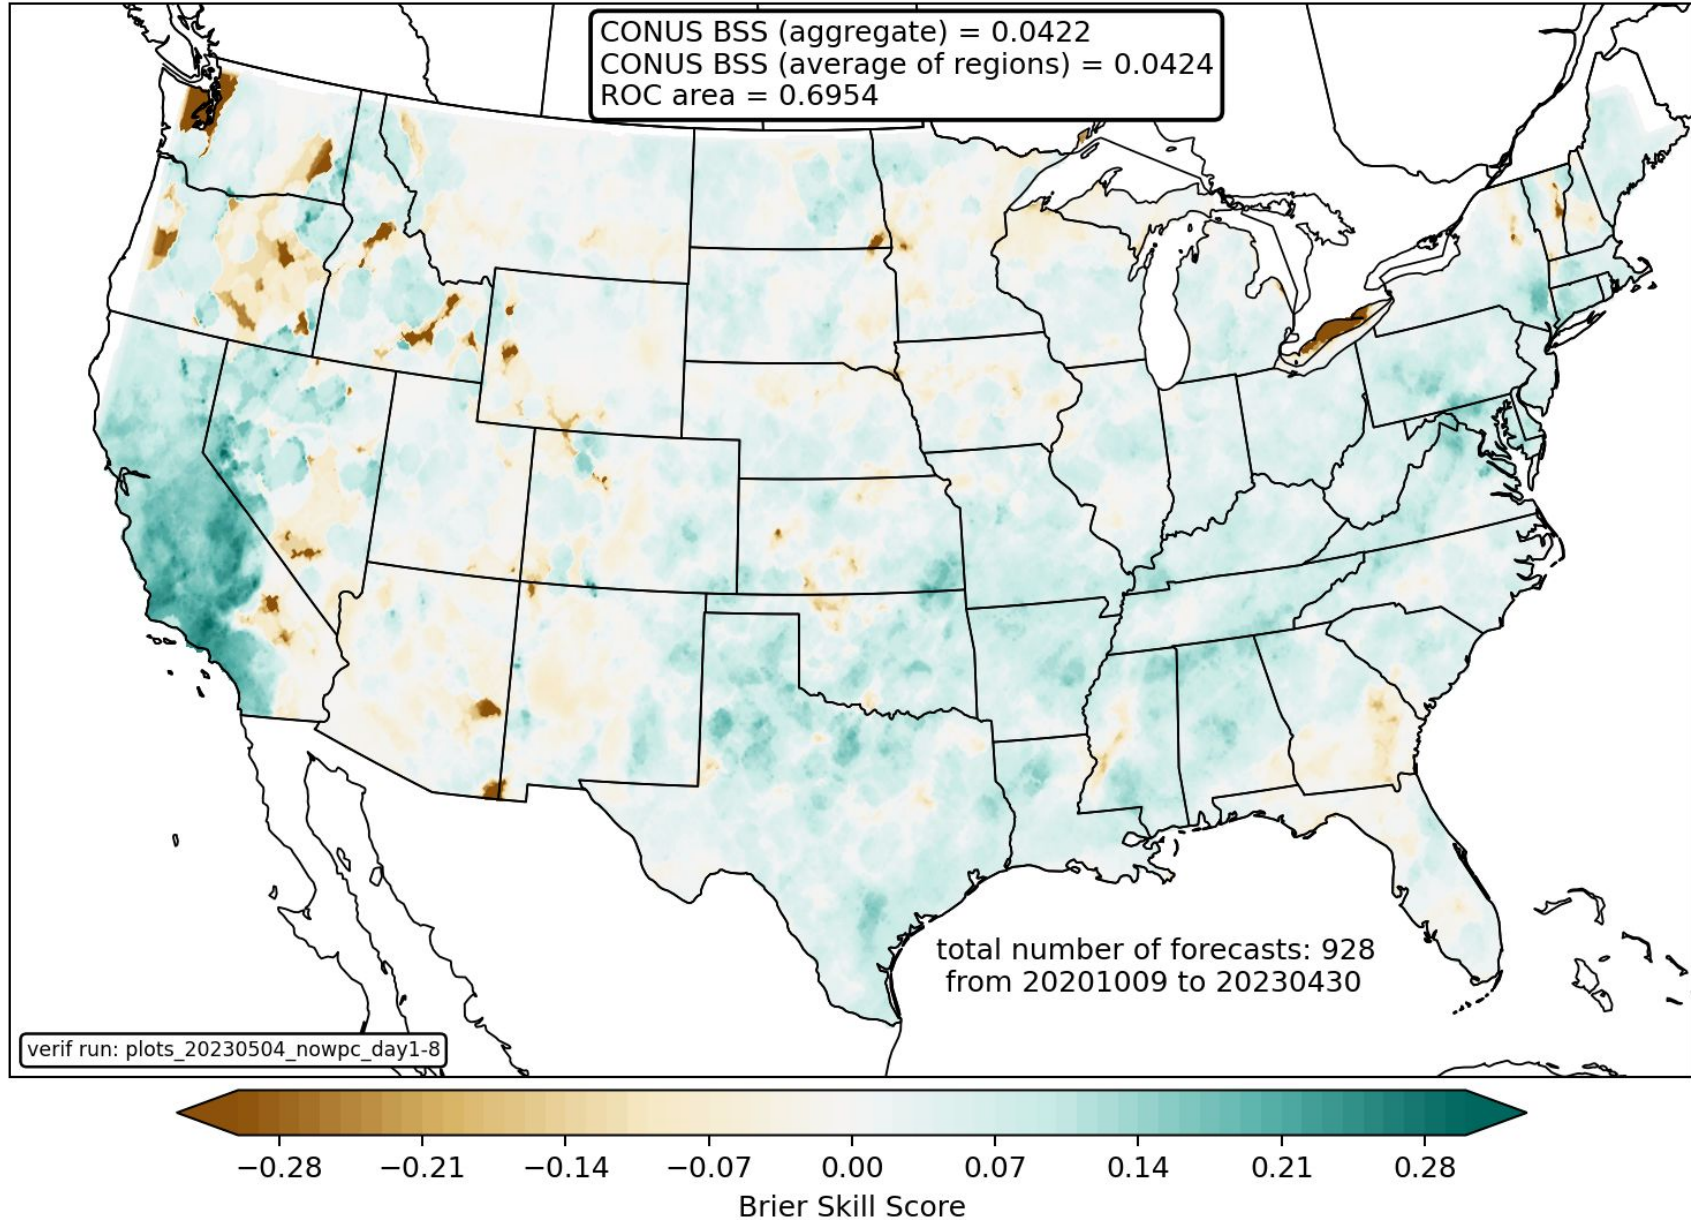 CONUS BSS (aggregate) = 0.0422
CONUS BSS (average of regions) = 0.0424
ROC area = 0.6954
total number of forecasts: 928
from 20201009 to 20230430
verif run: plots_20230504_nowpc_day1-8
−0.28 −0.21 −0.14 −0.07 0.00 0.07 0.14 0.21 0.28
Brier Skill Score